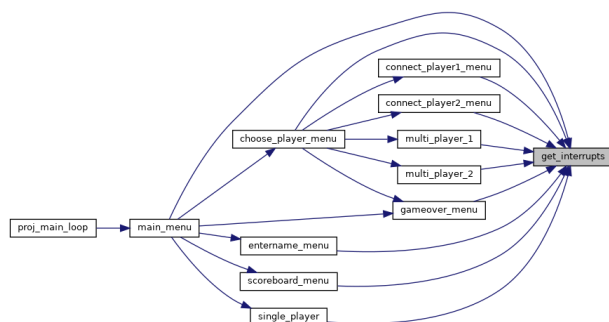 connect_player1_menu
connect_player2_menu
choose_player_menu
multi_player_1
get_interrupts
multi_player_2
gameover_menu
proj_main_loop
main_menu
entername_menu
scoreboard_menu
single_player